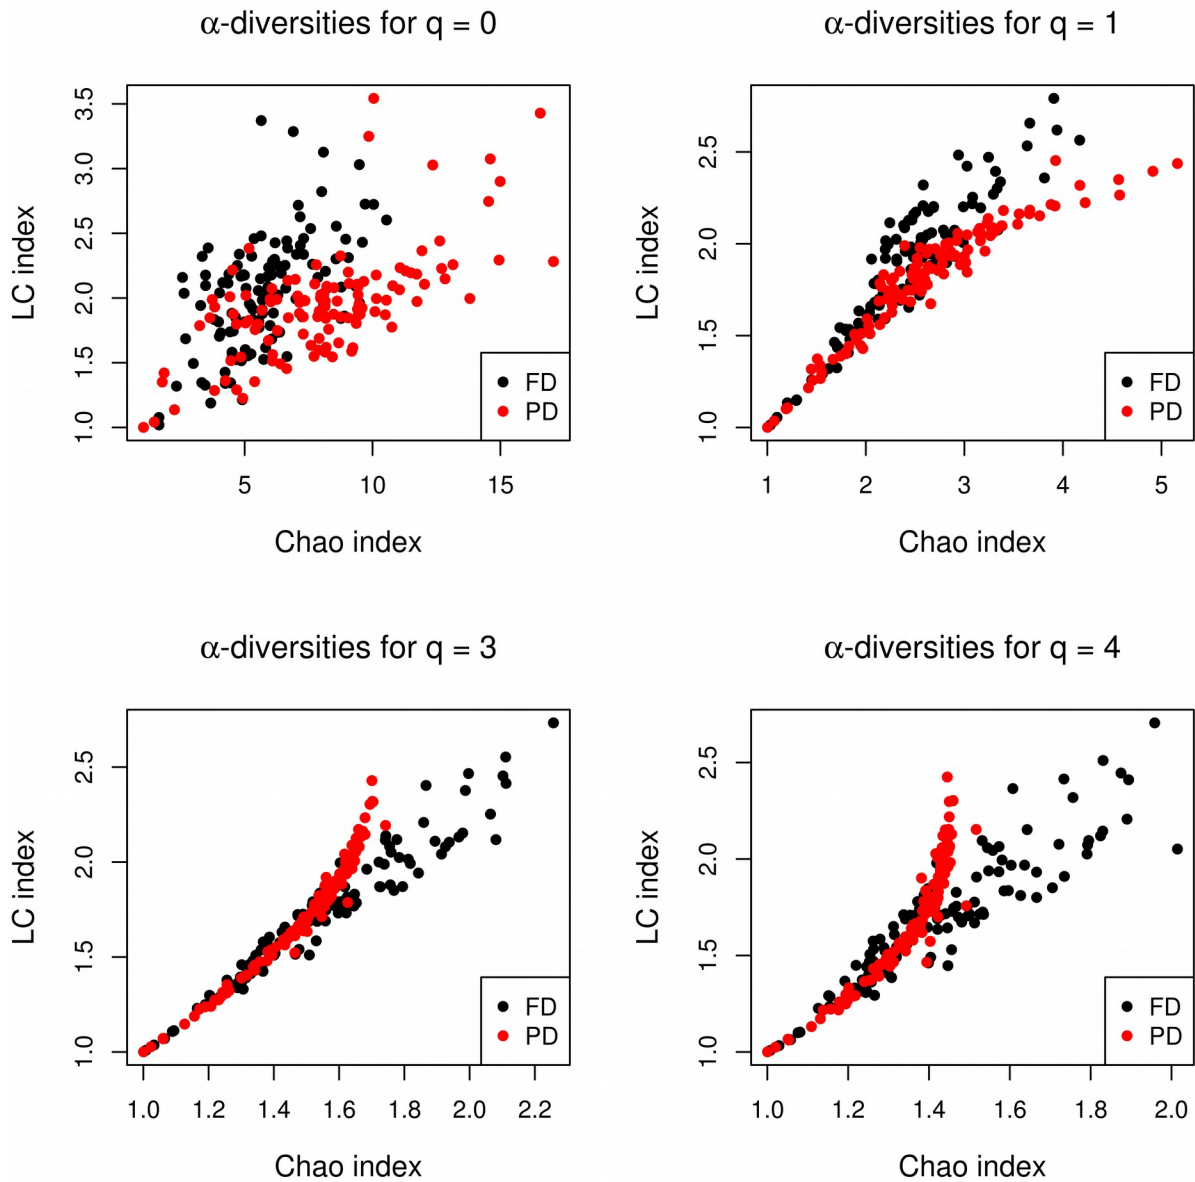 α-diversities for q = 0
LC index
3.5
3.0
2.5
2.0
1.5
1.0
FD
PD
5 10 15
Chao index
α-diversities for q = 1
LC index
2.5
2.0
1.5
1.0
FD
PD
1 2 3 4 5
Chao index
α-diversities for q = 3
LC index
2.5
2.0
1.5
1.0
FD
PD
1.0 1.2 1.4 1.6 1.8 2.0 2.2
Chao index
α-diversities for q = 4
LC index
2.5
2.0
1.5
1.0
FD
PD
1.0 1.2 1.4 1.6 1.8 2.0
Chao index